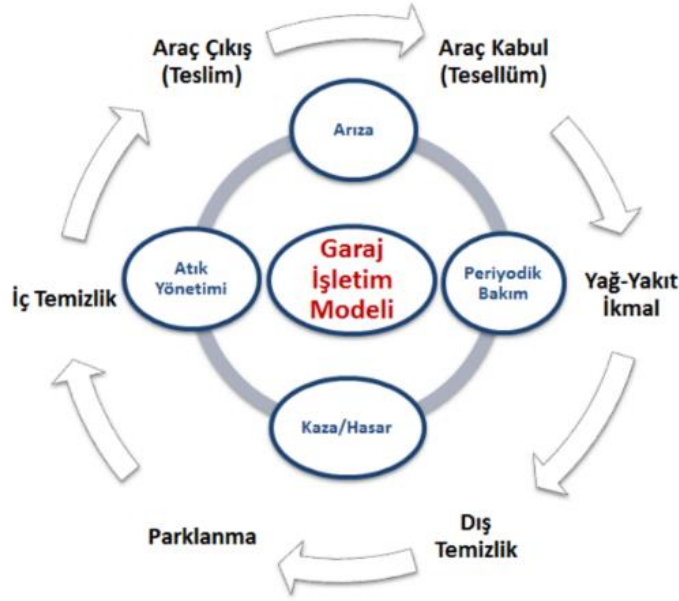 Araç Çıkış
(Teslim)
Araç Kabul
(Tesellüm)
Arıza
Atık
Yönetimi
Garaj
İşletim
Modeli
Periyodik
Bakım
İç Temizlik
Yağ-Yakıt
İkmal
Kaza/Hasar
Parklanma
Dış
Temizlik